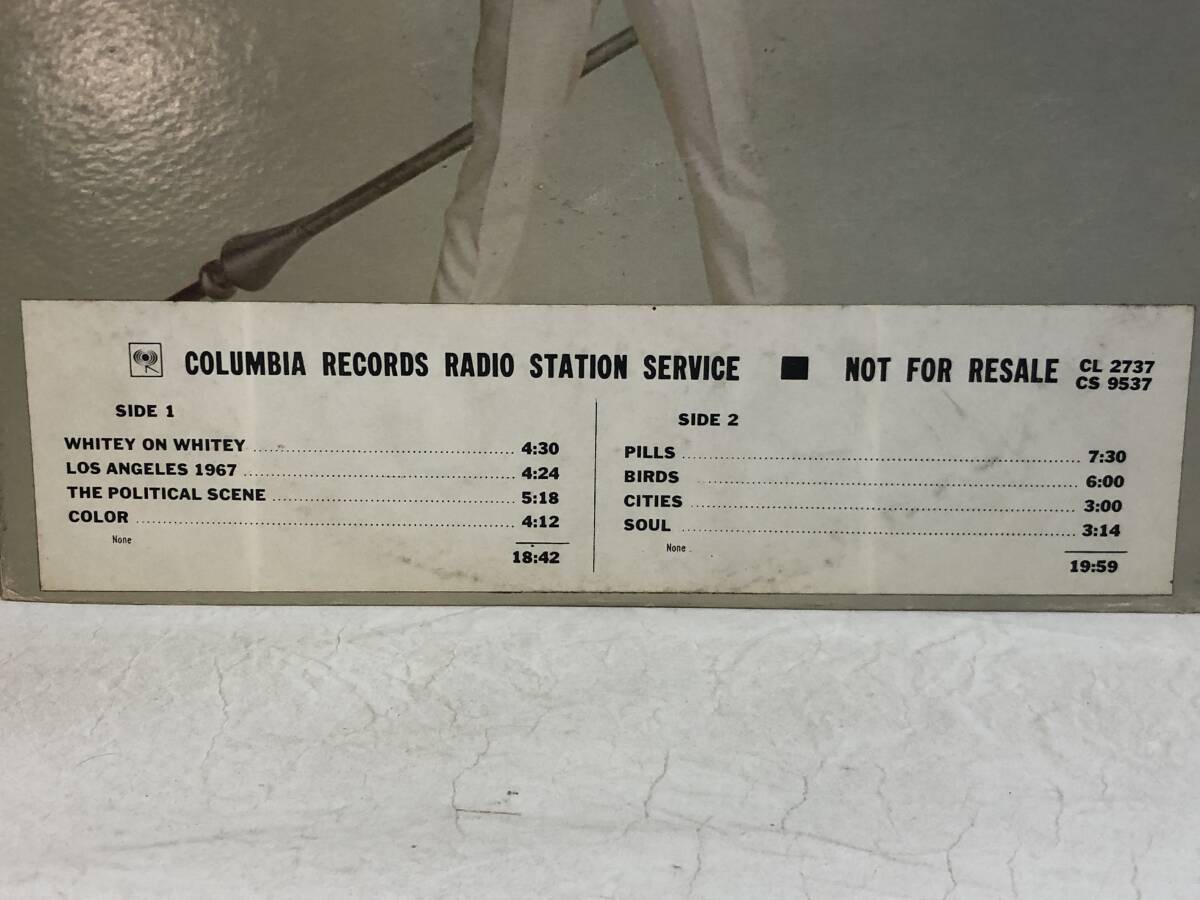 COLUMBIA RECORDS RADIO STATION SERVICE ■ NOT FOR RESALE CL 2737
CS 9537
SIDE 1
WHITEY ON WHITEY 4:30
LOS ANGELES 1967 4:24
THE POLITICAL SCENE 5:18
COLOR 4:12
None
18:42
SIDE 2
PILLS 7:30
BIRDS 6:00
CITIES 3:00
SOUL 3:14
None
19:59